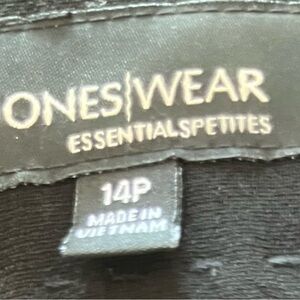 ONES|WEAR
ESSENTIALSPETITES
14P
MADE IN
VIETNAM